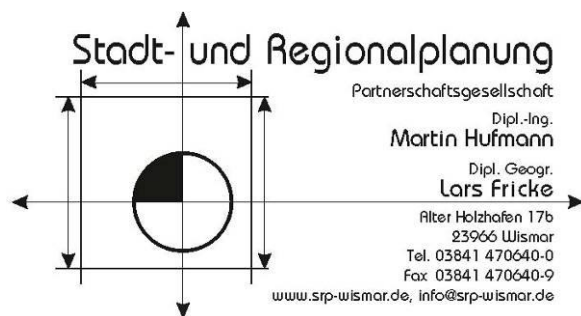 Stadt- und Regionalplanung
Partnerschaftsgesellschaft
Dipl.-Ing.
Martin Hufmann
Dipl. Geogr.
Lars Fricke
Alter Holzhafen 17b
23966 Wismar
Tel. 03841 470640-0
Fax 03841 470640-9
www.srp-wismar.de, info@srp-wismar.de